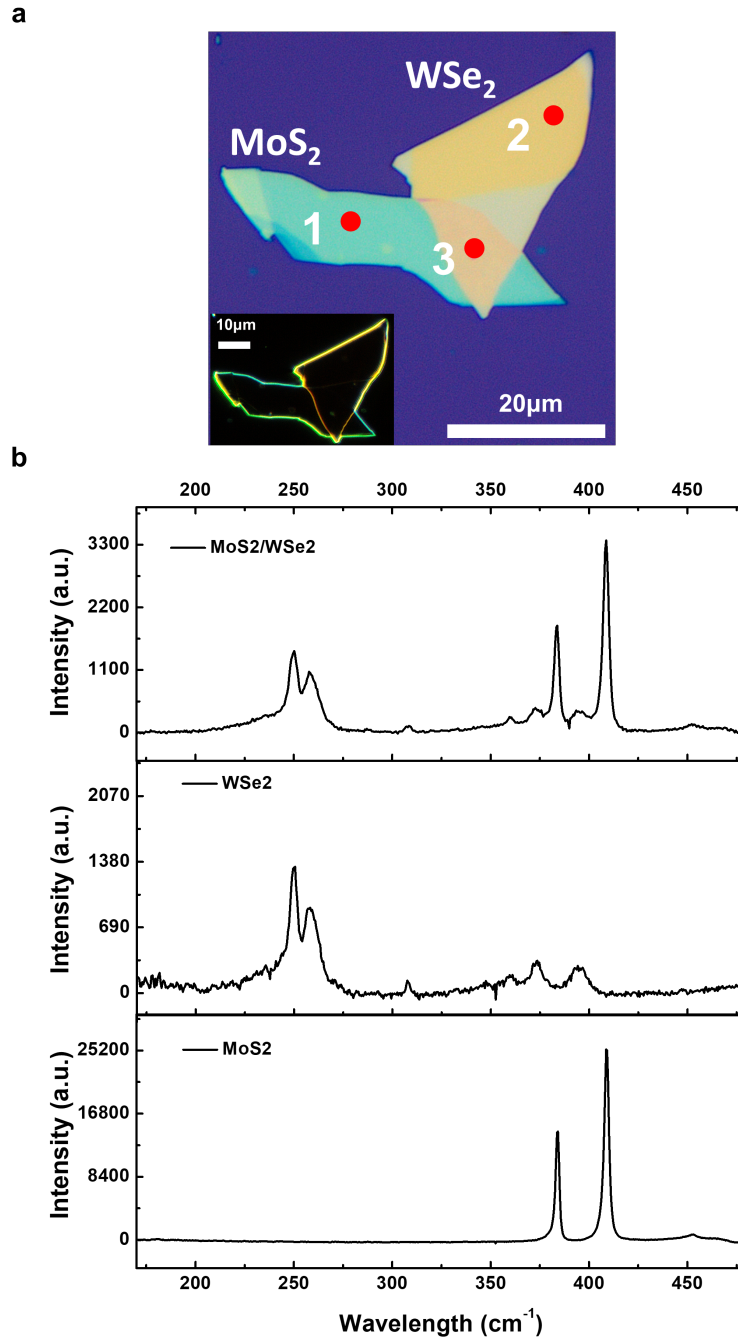 a
WSe₂
MoS₂
2
1
3
10μm
20μm
b
200 250 300 350 400 450
MoS2/WSe2
3300
2200
1100
0
Intensity (a.u.)
WSe2
2070
1380
690
0
Intensity (a.u.)
MoS2
25200
16800
8400
0
Intensity (a.u.)
200 250 300 350 400 450
Wavelength (cm⁻¹)